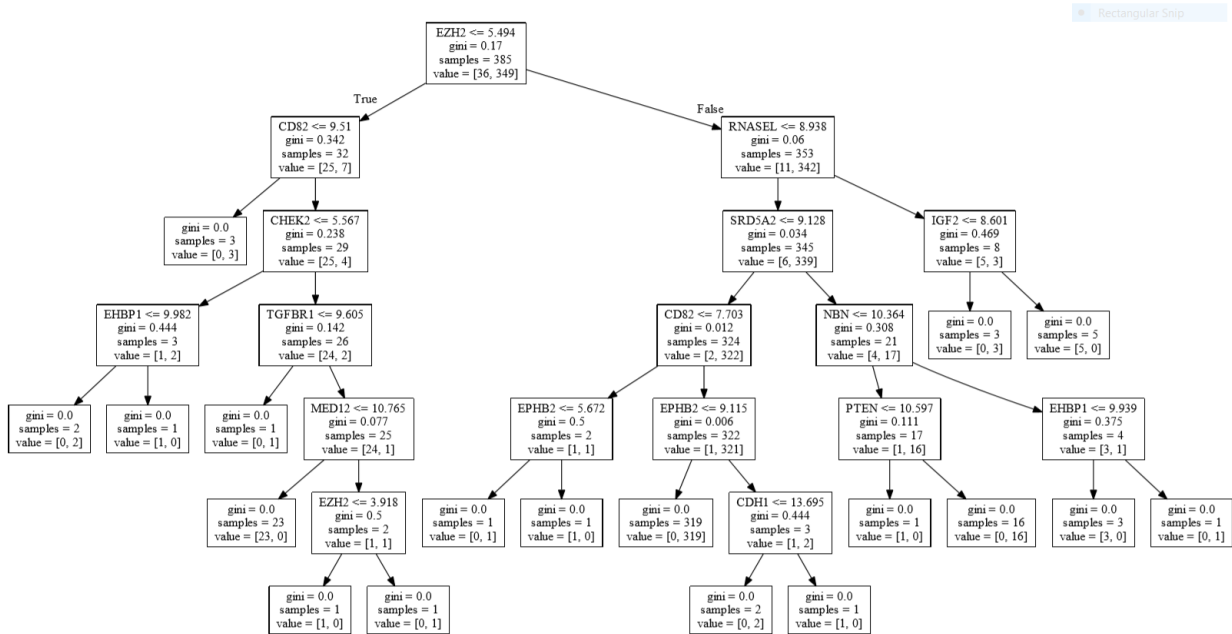 Rectangular Snip
EZH2 <= 5.494
gini = 0.17
samples = 385
value = [36, 349]
True
False
CD82 <= 9.51
gini = 0.342
samples = 32
value = [25, 7]
RNASEL <= 8.938
gini = 0.06
samples = 353
value = [11, 342]
gini = 0.0
samples = 3
value = [0, 3]
CHEK2 <= 5.567
gini = 0.238
samples = 29
value = [25, 4]
SRD5A2 <= 9.128
gini = 0.034
samples = 345
value = [6, 339]
IGF2 <= 8.601
gini = 0.469
samples = 8
value = [5, 3]
EHBP1 <= 9.982
gini = 0.444
samples = 3
value = [1, 2]
TGFBR1 <= 9.605
gini = 0.142
samples = 26
value = [24, 2]
CD82 <= 7.703
gini = 0.012
samples = 324
value = [2, 322]
NBN <= 10.364
gini = 0.308
samples = 21
value = [4, 17]
gini = 0.0
samples = 3
value = [0, 3]
gini = 0.0
samples = 5
value = [5, 0]
gini = 0.0
samples = 2
value = [0, 2]
gini = 0.0
samples = 1
value = [1, 0]
gini = 0.0
samples = 1
value = [0, 1]
MED12 <= 10.765
gini = 0.077
samples = 25
value = [24, 1]
EPHB2 <= 5.672
gini = 0.5
samples = 2
value = [1, 1]
EPHB2 <= 9.115
gini = 0.006
samples = 322
value = [1, 321]
PTEN <= 10.597
gini = 0.111
samples = 17
value = [1, 16]
EHBP1 <= 9.939
gini = 0.375
samples = 4
value = [3, 1]
gini = 0.0
samples = 23
value = [23, 0]
EZH2 <= 3.918
gini = 0.5
samples = 2
value = [1, 1]
gini = 0.0
samples = 1
value = [0, 1]
gini = 0.0
samples = 1
value = [1, 0]
gini = 0.0
samples = 319
value = [0, 319]
CDH1 <= 13.695
gini = 0.444
samples = 3
value = [1, 2]
gini = 0.0
samples = 1
value = [1, 0]
gini = 0.0
samples = 16
value = [0, 16]
gini = 0.0
samples = 3
value = [3, 0]
gini = 0.0
samples = 1
value = [0, 1]
gini = 0.0
samples = 1
value = [1, 0]
gini = 0.0
samples = 1
value = [0, 1]
gini = 0.0
samples = 2
value = [0, 2]
gini = 0.0
samples = 1
value = [1, 0]